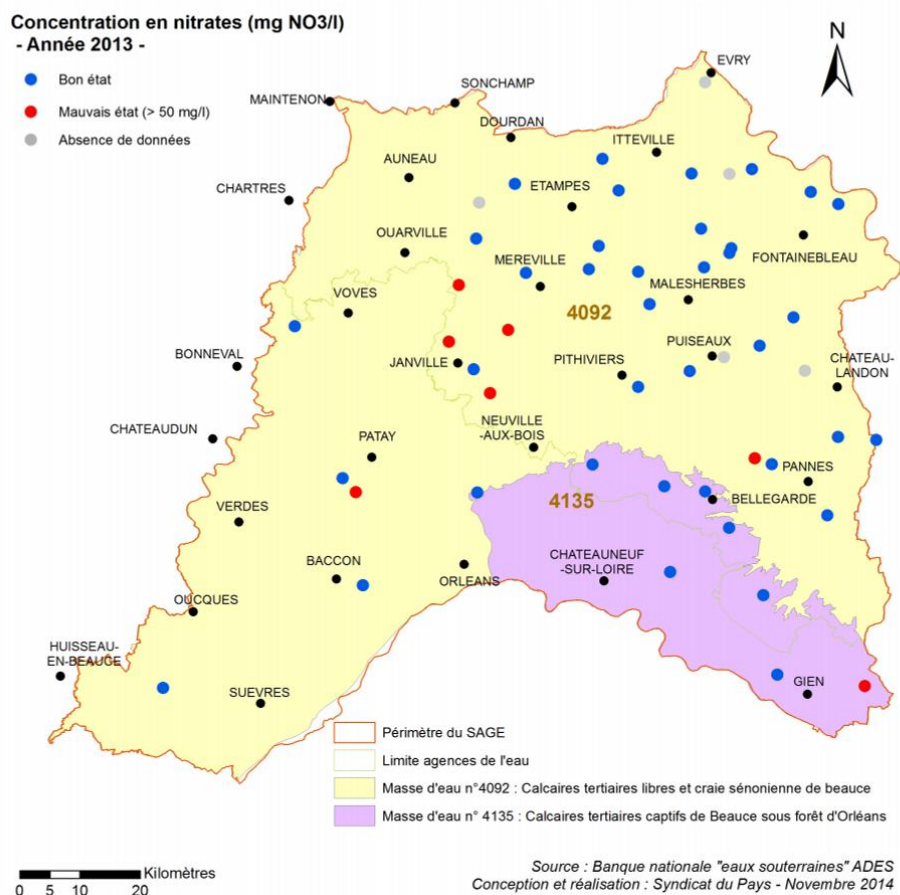 Concentration en nitrates (mg NO3/l)
- Année 2013 -
Bon état
Mauvais état (> 50 mg/l)
Absence de données
N
EVRY
SONCHAMP
MAINTENON
DOURDAN
ITTEVILLE
AUNEAU
CHARTRES
ETAMPES
OUARVILLE
FONTAINEBLEAU
MEREVILLE
MALESHERBES
VOVES
4092
PUISEAUX
BONNEVAL
JANVILLE
PITHIVIERS
CHATEAU-
LANDON
NEUVILLE
-AUX-BOIS
CHATEAUDUN
PATAY
PANNES
BELLEGARDE
4135
VERDES
CHATEAUNEUF
-SUR-LOIRE
BACCON
ORLEANS
OUCQUES
HUISSEAU-
EN-BEAUCE
SUEVRES
GIEN
Périmètre du SAGE
Limite agences de l'eau
Masse d'eau n°4092 : Calcaires tertiaires libres et craie sénonienne de beauce
Masse d'eau n° 4135 : Calcaires tertiaires captifs de Beauce sous forêt d'Orléans
Kilomètres
0 5 10 20
Source : Banque nationale "eaux souterraines" ADES
Conception et réalisation : Syndicat du Pays - Novembre 2014